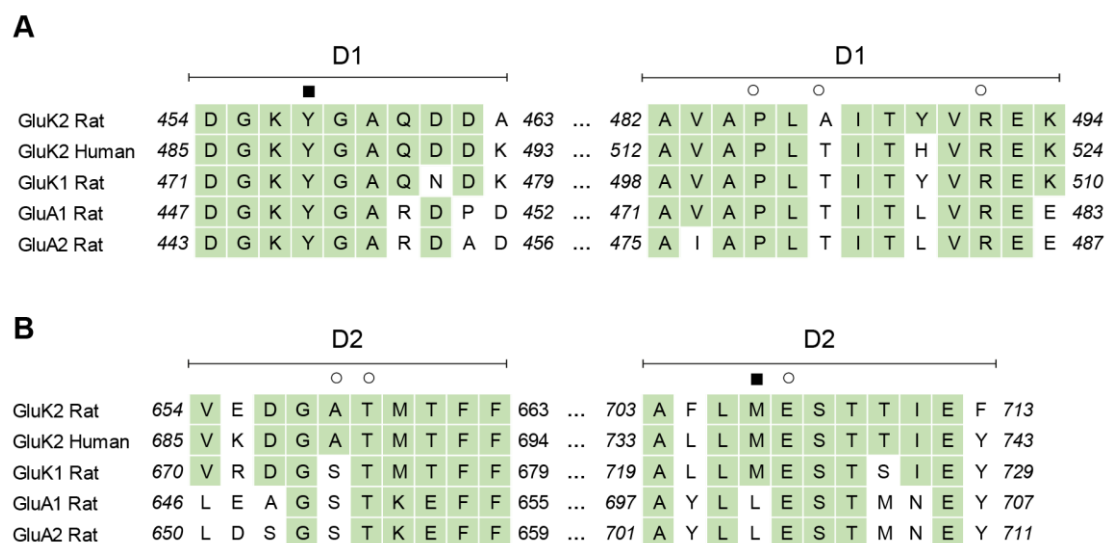 A
D1 D1
GluK2 Rat 454 D G K Y G A Q D D A 463 ... 482 A V A P L A I T Y V R E K 494
GluK2 Human 485 D G K Y G A Q D D K 493 ... 512 A V A P L T I T H V R E K 524
GluK1 Rat 471 D G K Y G A Q N D K 479 ... 498 A V A P L T I T Y V R E K 510
GluA1 Rat 447 D G K Y G A R D P D 452 ... 471 A V A P L T I T L V R E E 483
GluA2 Rat 443 D G K Y G A R D A D 456 ... 475 A I A P L T I T L V R E E 487
B
D2 D2
GluK2 Rat 654 V E D G A T M T F F 663 ... 703 A F L M E S T T I E F 713
GluK2 Human 685 V K D G A T M T F F 694 ... 733 A L L M E S T T I E Y 743
GluK1 Rat 670 V R D G S T M T F F 679 ... 719 A L L M E S T S I E Y 729
GluA1 Rat 646 L E A G S T K E F F 655 ... 697 A Y L L E S T M N E Y 707
GluA2 Rat 650 L D S G S T K E F F 659 ... 701 A Y L L E S T M N E Y 711